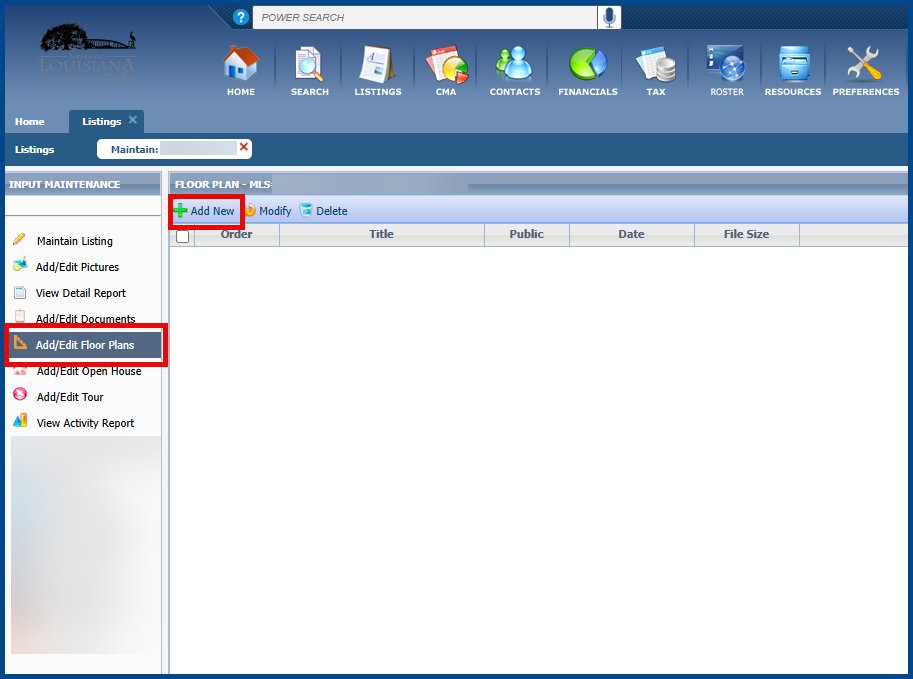 ? POWER SEARCH
LOUISIANA
HOME SEARCH LISTINGS CMA CONTACTS FINANCIALS TAX ROSTER RESOURCES PREFERENCES
Home Listings
Listings Maintain:
INPUT MAINTENANCE
FLOOR PLAN - MLS
Add New Modify Delete
Order Title Public Date File Size
Maintain Listing
Add/Edit Pictures
View Detail Report
Add/Edit Documents
Add/Edit Floor Plans
Add/Edit Open House
Add/Edit Tour
View Activity Report